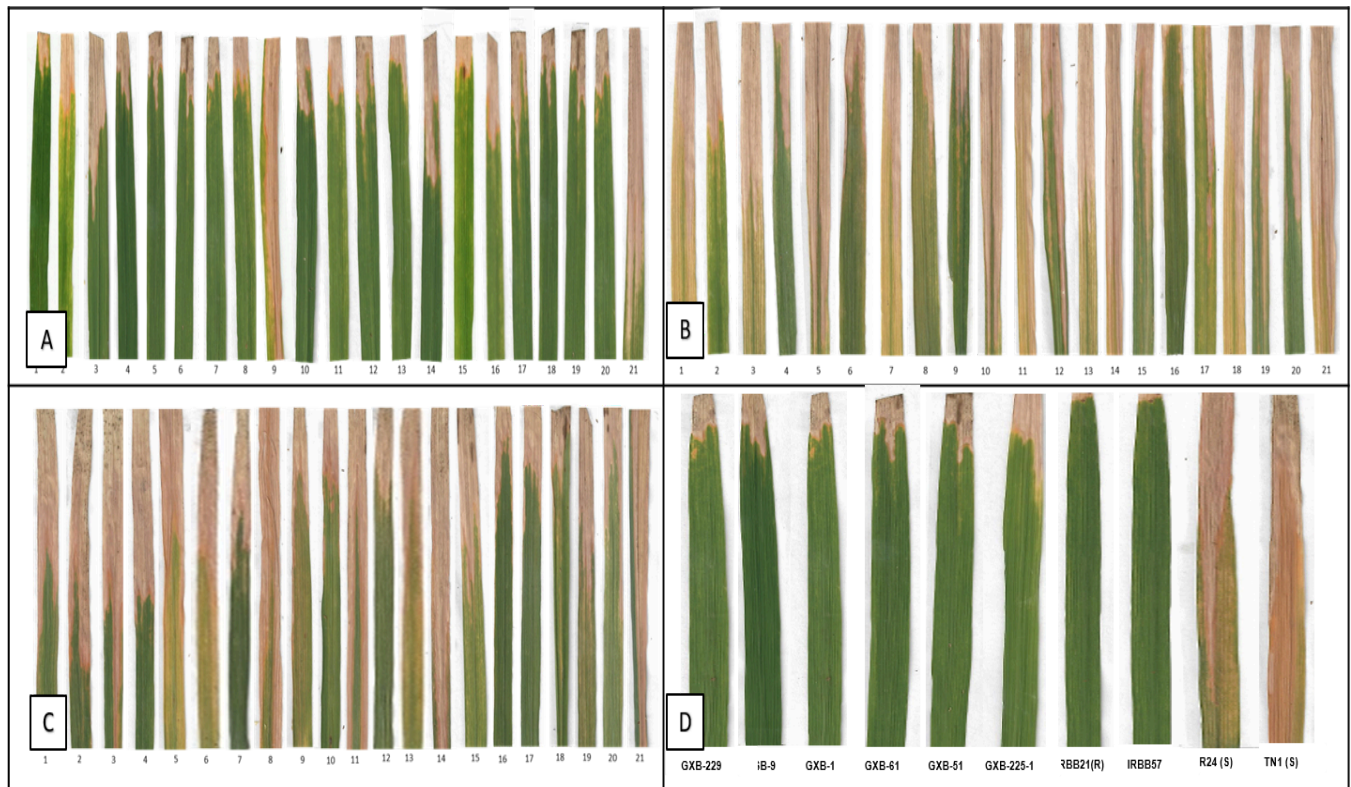 A
1 2 3 4 5 6 7 8 9 10 11 12 13 14 15 16 17 18 19 20 21
B
1 2 3 4 5 6 7 8 9 10 11 12 13 14 15 16 17 18 19 20 21
C
1 2 3 4 5 6 7 8 9 10 11 12 13 14 15 16 17 18 19 20 21
D
GXB-229 B-9 GXB-1 GXB-61 GXB-51 GXB-225-1 RBB21(R) IRBB57 R24 (S) TN1 (S)